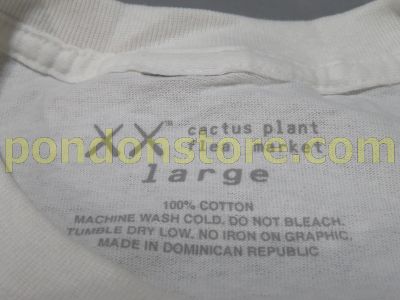 XX™ cactus plant
flea market
pondonstore.com
large
100% COTTON
MACHINE WASH COLD. DO NOT BLEACH.
TUMBLE DRY LOW. NO IRON ON GRAPHIC.
MADE IN DOMINICAN REPUBLIC